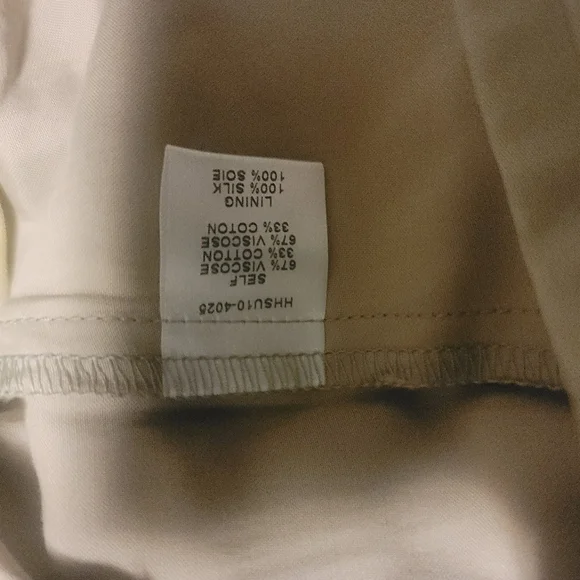 HHSU10-4025
SELF
67% VISCOSE
33% COTTON
67% VISCOSE
33% COTON
LINING
100% SILK
100% SOIE